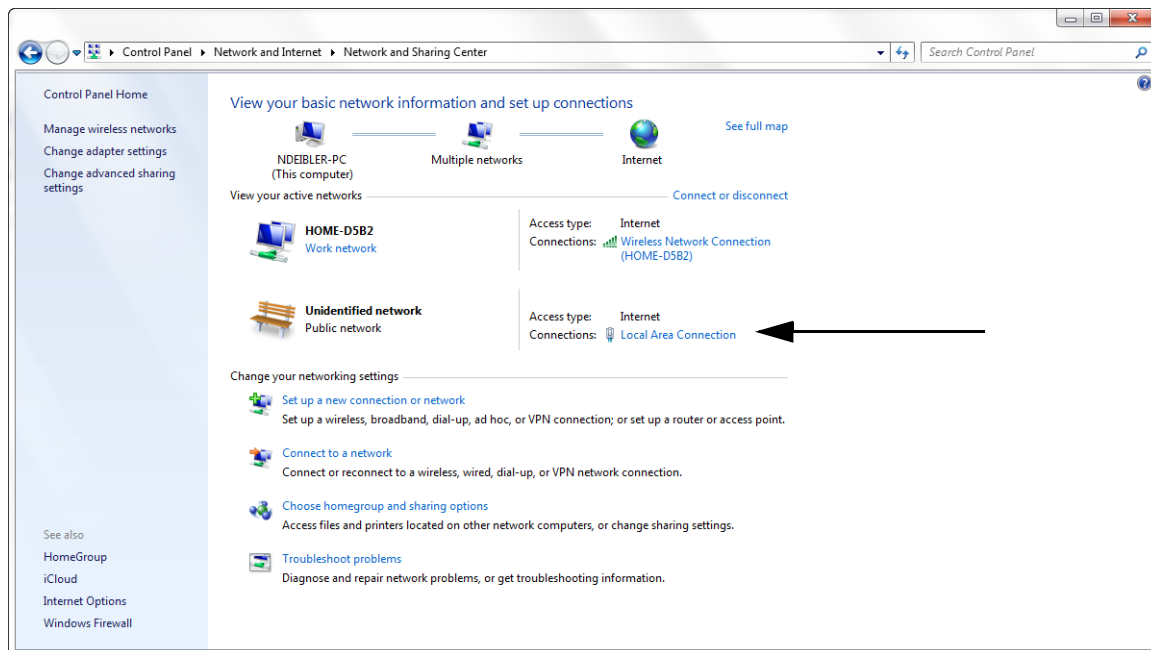 Control Panel Network and Internet Network and Sharing Center
Search Control Panel
Control Panel Home
Manage wireless networks
Change adapter settings
Change advanced sharing
settings
See also
HomeGroup
iCloud
Internet Options
Windows Firewall
View your basic network information and set up connections
See full map
NDEIBLER-PC
(This computer)
Multiple networks
Internet
View your active networks
Connect or disconnect
HOME-D5B2
Work network
Access type: Internet
Connections: Wireless Network Connection
(HOME-D5B2)
Unidentified network
Public network
Access type: Internet
Connections: Local Area Connection
Change your networking settings
Set up a new connection or network
Set up a wireless, broadband, dial-up, ad hoc, or VPN connection; or set up a router or access point.
Connect to a network
Connect or reconnect to a wireless, wired, dial-up, or VPN network connection.
Choose homegroup and sharing options
Access files and printers located on other network computers, or change sharing settings.
Troubleshoot problems
Diagnose and repair network problems, or get troubleshooting information.